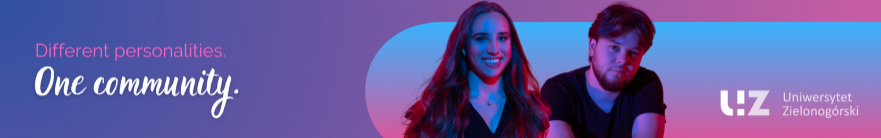 Different personalities.
One community.
UZ
Uniwersytet
Zielonogórski